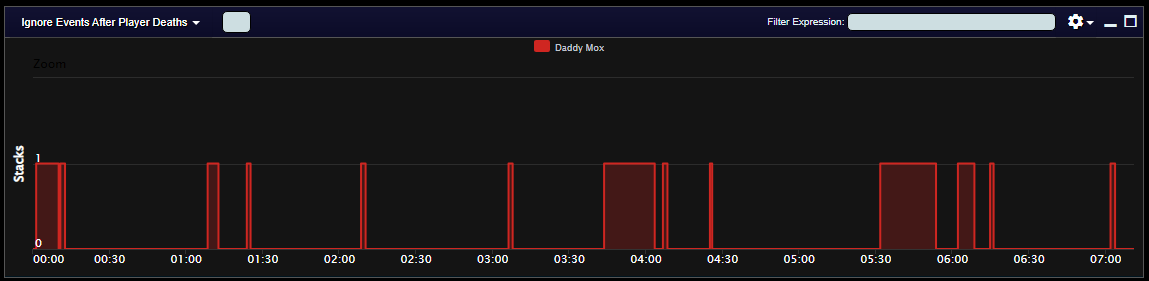 Ignore Events After Player Deaths
Filter Expression:
Daddy Mox
Zoom
Stacks
1
0
00:00 00:30 01:00 01:30 02:00 02:30 03:00 03:30 04:00 04:30 05:00 05:30 06:00 06:30 07:00